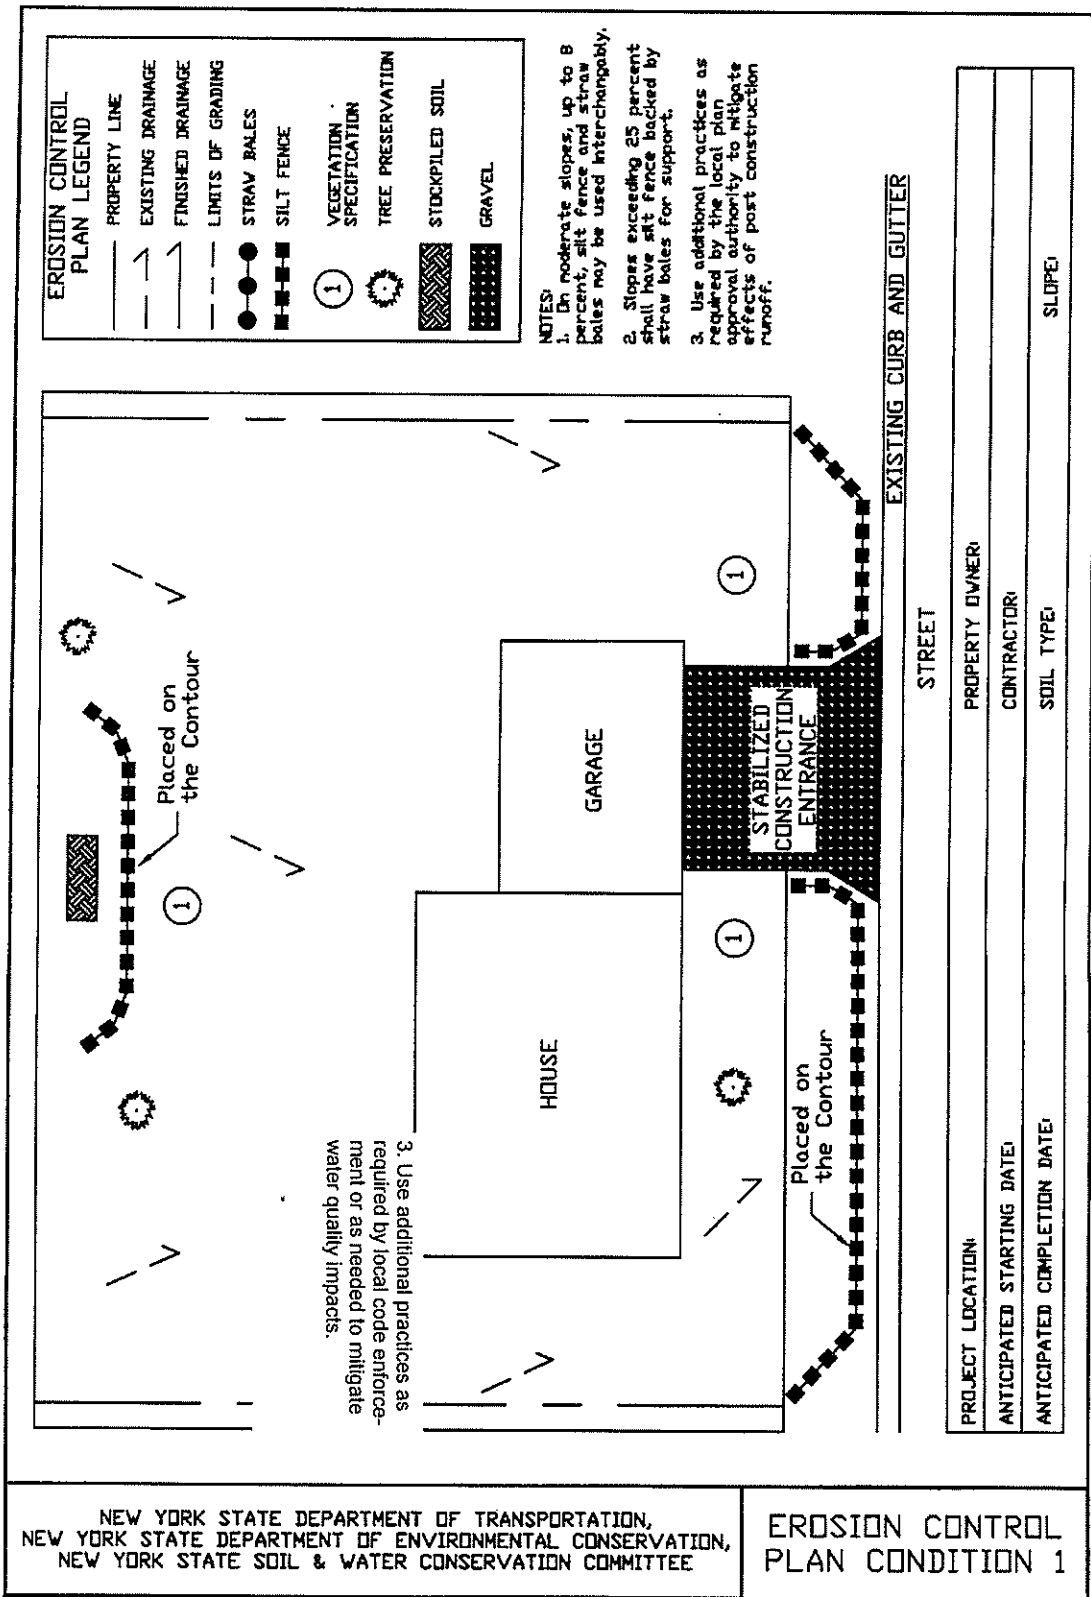 EROSION CONTROL
PLAN LEGEND
PROPERTY LINE
EXISTING DRAINAGE
FINISHED DRAINAGE
LIMITS OF GRADING
STRAW BALES
SILT FENCE
1
VEGETATION
SPECIFICATION
TREE PRESERVATION
STOCKPILED SOIL
GRAVEL
NOTES:
1. On moderate slopes, up to 8
percent, silt fence and straw
bales may be used interchangably.
2. Slopes exceeding 25 percent
shall have silt fence backed by
straw bales for support.
3. Use additional practices as
required by the local plan
approval authority to mitigate
effects of post construction
runoff.
Placed on
the Contour
1
GARAGE
HOUSE
3. Use additional practices as
required by local code enforce-
ment or as needed to mitigate
water quality impacts.
1
1
STABILIZED
CONSTRUCTION
ENTRANCE
Placed on
the Contour
EXISTING CURB AND GUTTER
STREET
PROJECT LOCATION:
PROPERTY OWNER:
ANTICIPATED STARTING DATE:
CONTRACTOR:
ANTICIPATED COMPLETION DATE:
SOIL TYPE:
SLOPE:
NEW YORK STATE DEPARTMENT OF TRANSPORTATION,
NEW YORK STATE DEPARTMENT OF ENVIRONMENTAL CONSERVATION,
NEW YORK STATE SOIL & WATER CONSERVATION COMMITTEE
EROSION CONTROL
PLAN CONDITION 1